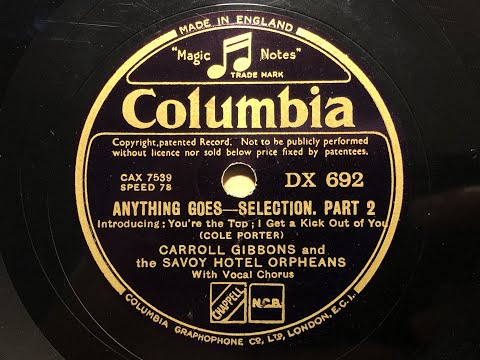 MADE IN ENGLAND
"Magic Notes"
TRADE MARK
Columbia
Copyright, patented Record. Not to be publicly performed
without licence nor sold below price fixed by patentees.
CAX 7539
SPEED 78
DX 692
ANYTHING GOES—SELECTION. PART 2
Introducing: You're the Top; I Get a Kick Out of You
(COLE PORTER)
CARROLL GIBBONS and
the SAVOY HOTEL ORPHEANS
With Vocal Chorus
CHAPPELL
N.C.B.
COLUMBIA GRAPHOPHONE CO, LTD, LONDON, E.C.1.